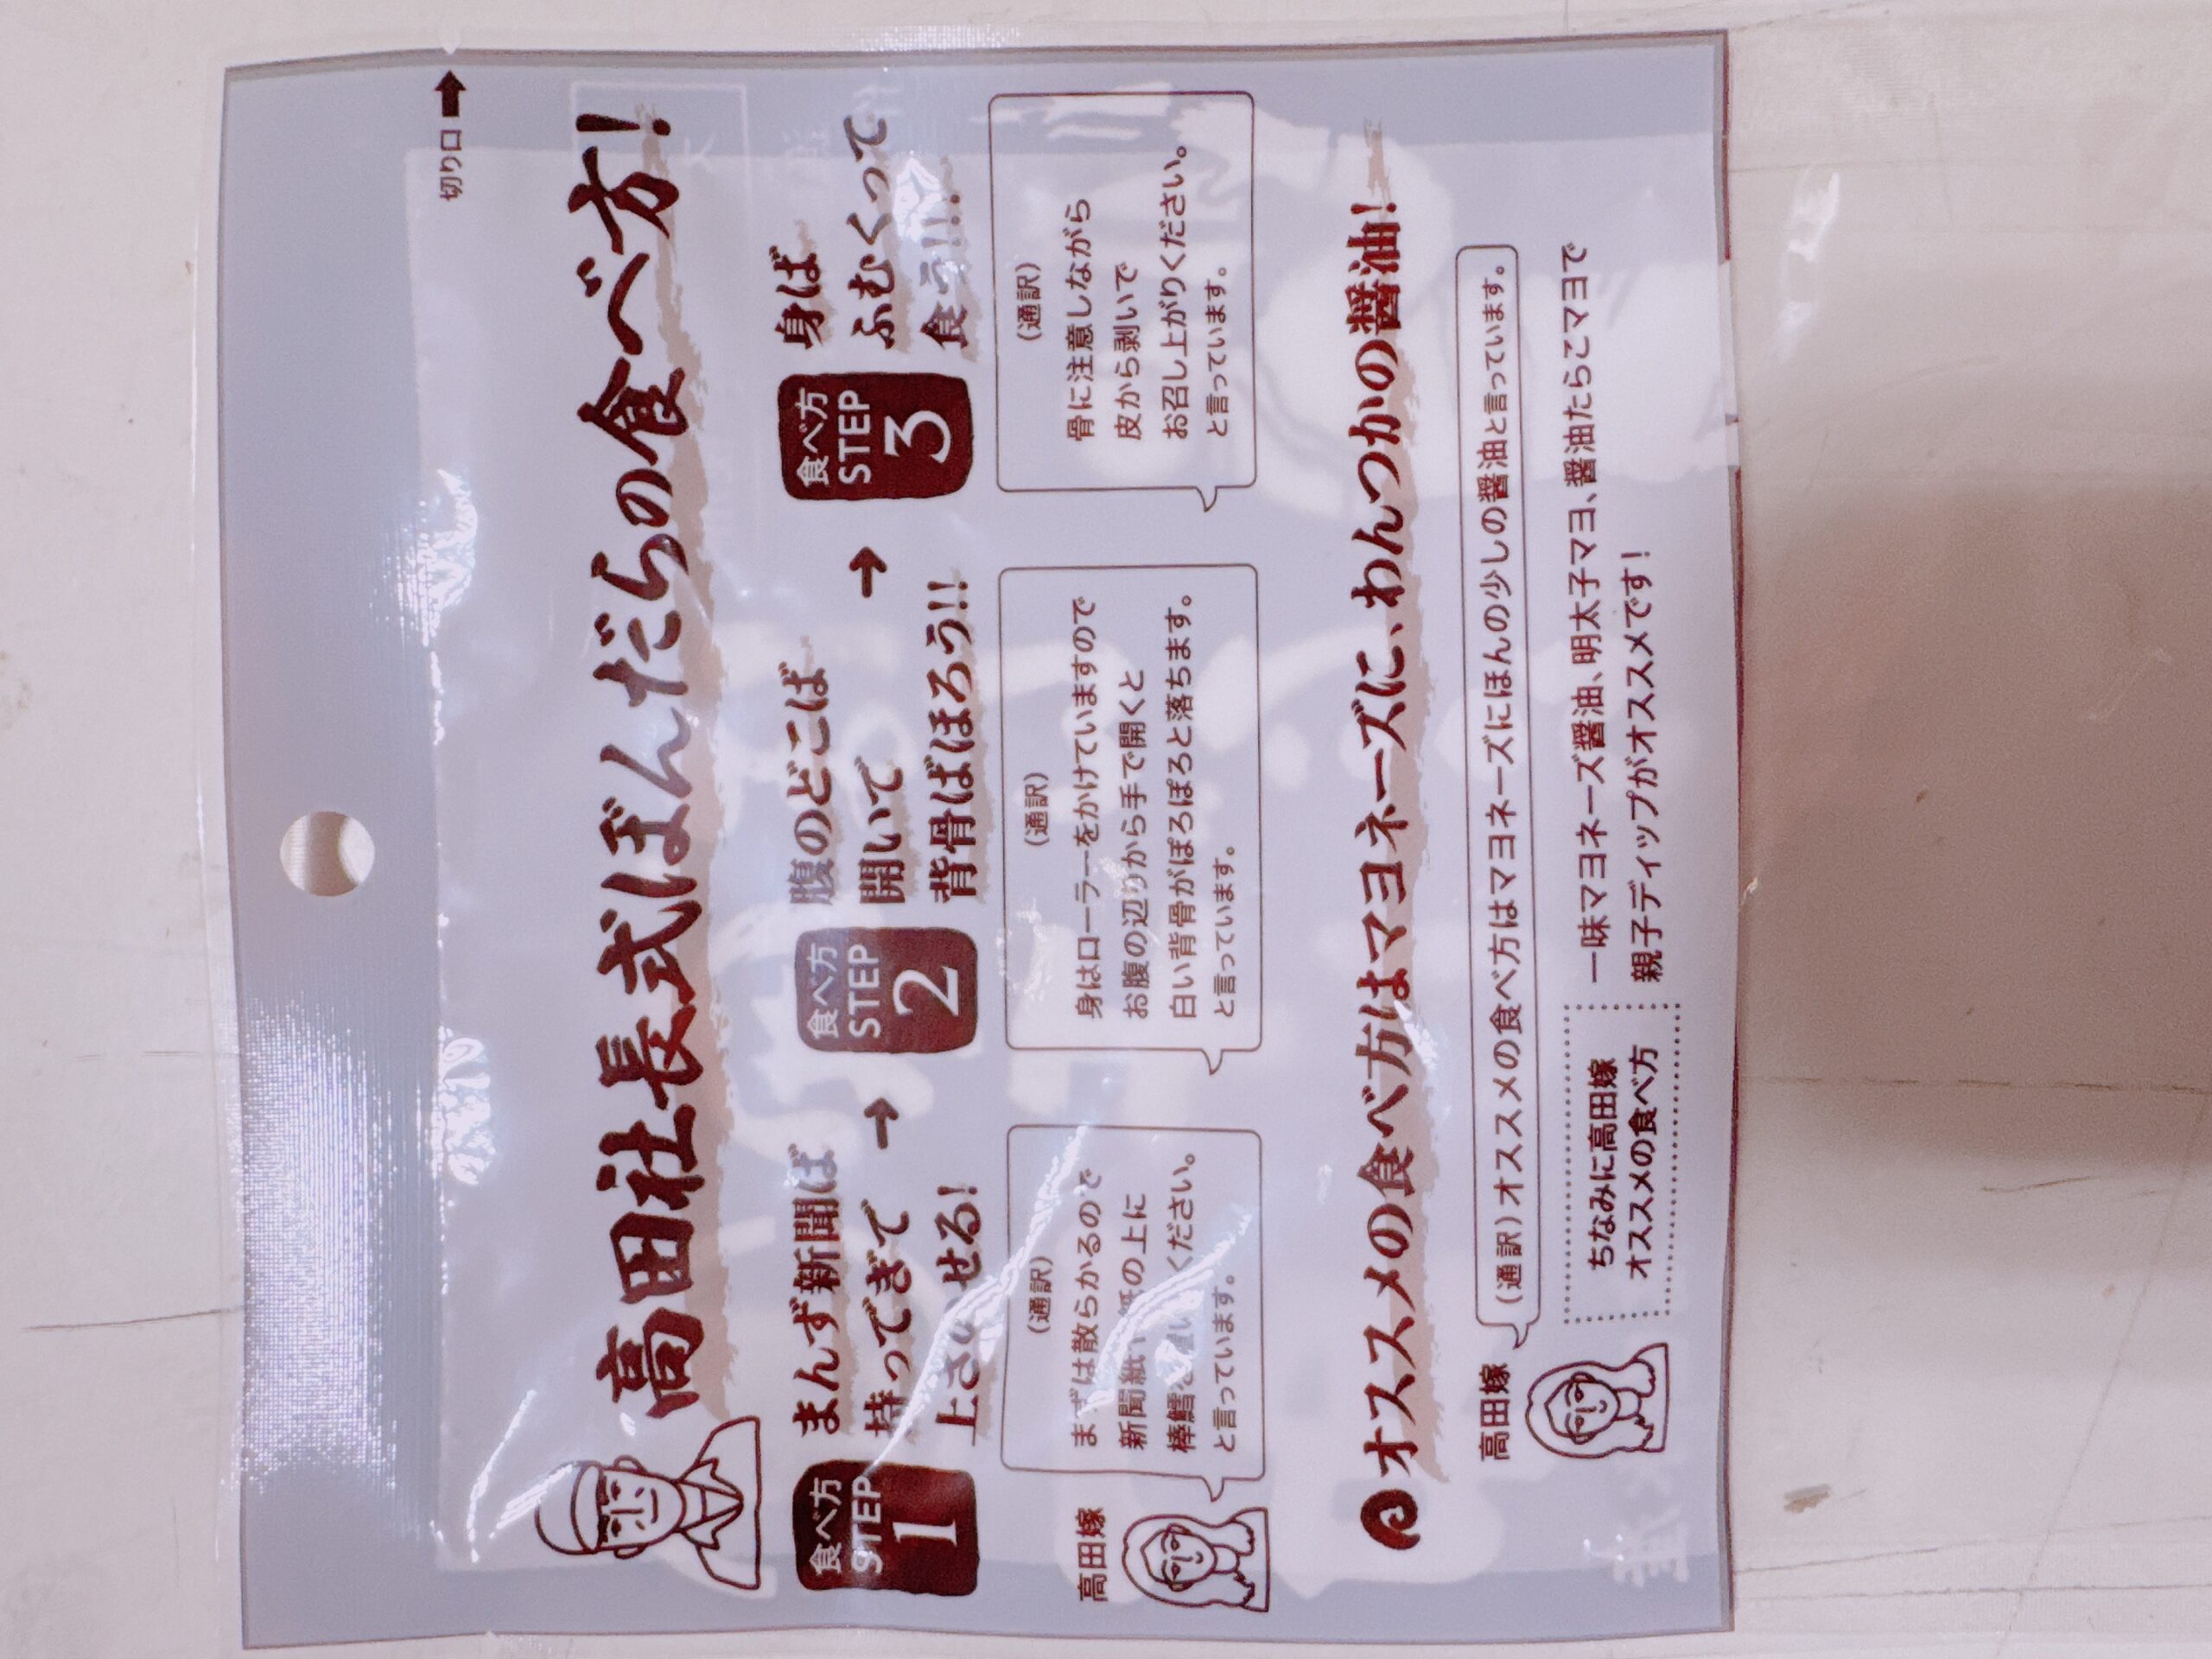 切り口
高田社長式ぼんだらの食べ方!
食べ方
STEP
1
まんず新聞ば
持ってきて
上さ せる!
(通訳)
まずは散らかるので
新聞紙 の上に
棒鱈 ください。
と言っています。
高田嫁
食べ方
STEP
2
腹のどこば
開いで
背骨ばほろう!!
(通訳)
身はローラーをかけていますので
お腹の辺りから手で開くと
白い背骨がぽろぽろと落ちます。
と言っています。
食べ方
STEP
3
身ば
ふむくって
食う!!!
(通訳)
骨に注意しながら
皮から剥いで
お召し上がりください。
と言っています。
オススメの食べ方はマヨネーズに、わんつかの醤油!
高田嫁
(通訳)オススメの食べ方はマヨネーズにほんの少しの醤油と言っています。
ちなみに高田嫁
オススメの食べ方
一味マヨネーズ醤油、明太子マヨ、醤油たらこマヨで
親子ディップがオススメです!